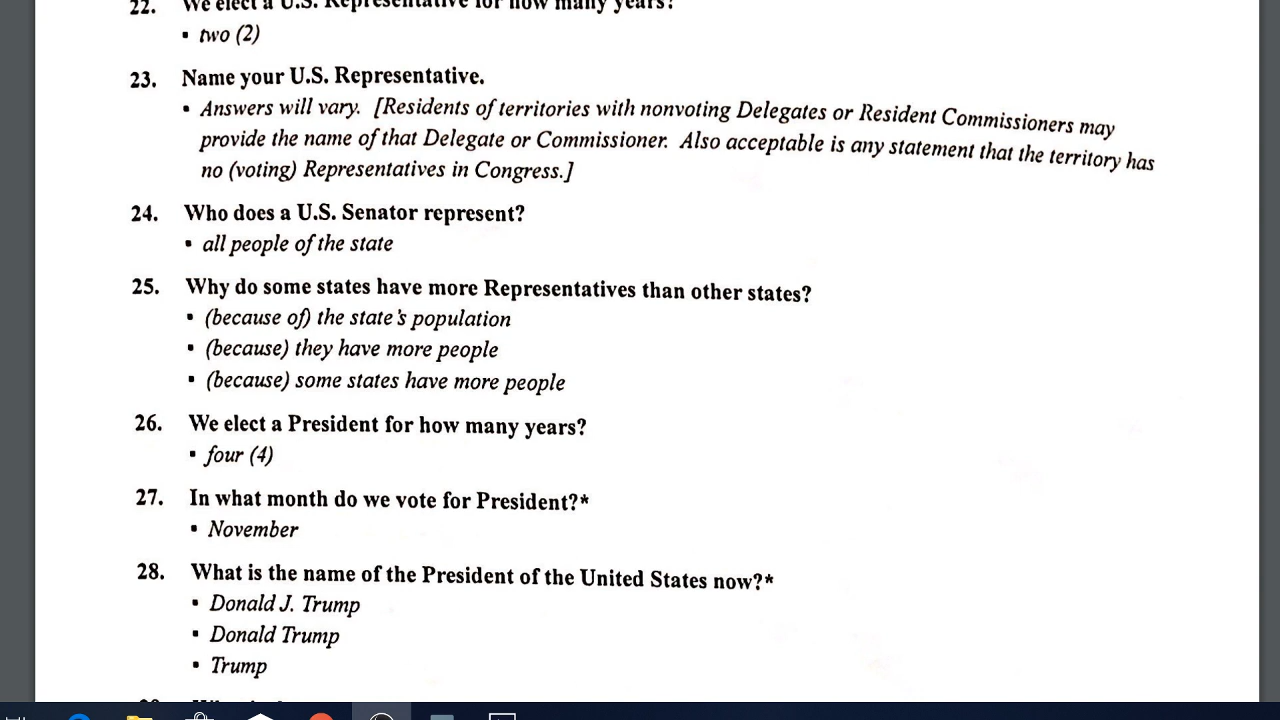 22. We elect a U.S. Representative for how many years?
▪ two (2)
23. Name your U.S. Representative.
▪ Answers will vary. [Residents of territories with nonvoting Delegates or Resident Commissioners may
provide the name of that Delegate or Commissioner. Also acceptable is any statement that the territory has
no (voting) Representatives in Congress.]
24. Who does a U.S. Senator represent?
▪ all people of the state
25. Why do some states have more Representatives than other states?
▪ (because of) the state's population
▪ (because) they have more people
▪ (because) some states have more people
26. We elect a President for how many years?
▪ four (4)
27. In what month do we vote for President?*
▪ November
28. What is the name of the President of the United States now?*
▪ Donald J. Trump
▪ Donald Trump
▪ Trump